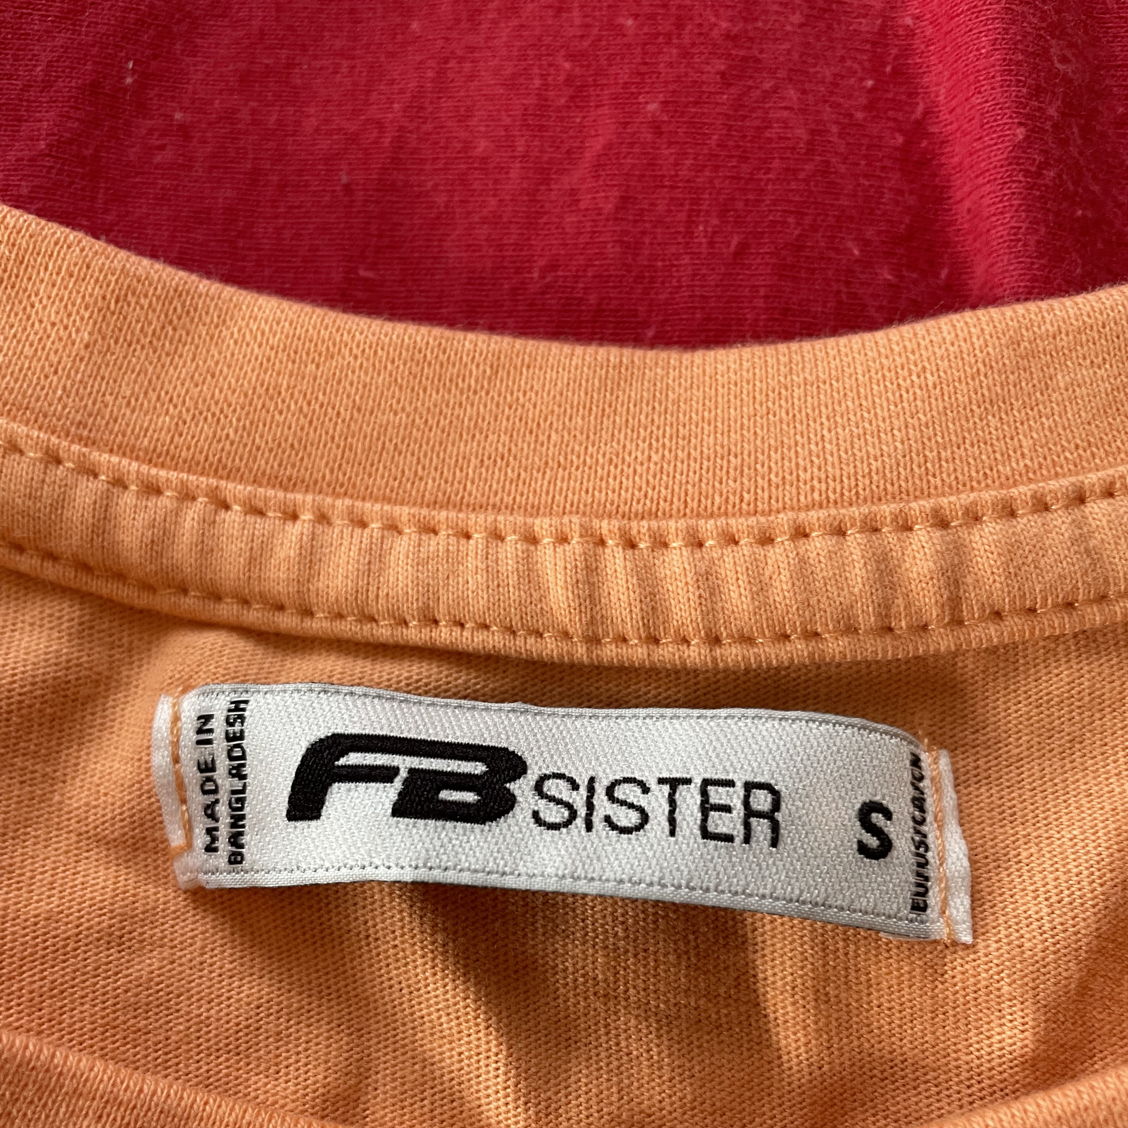 MADE IN
BANGLADESH
FB SISTER
S
EU/US/CA/CN